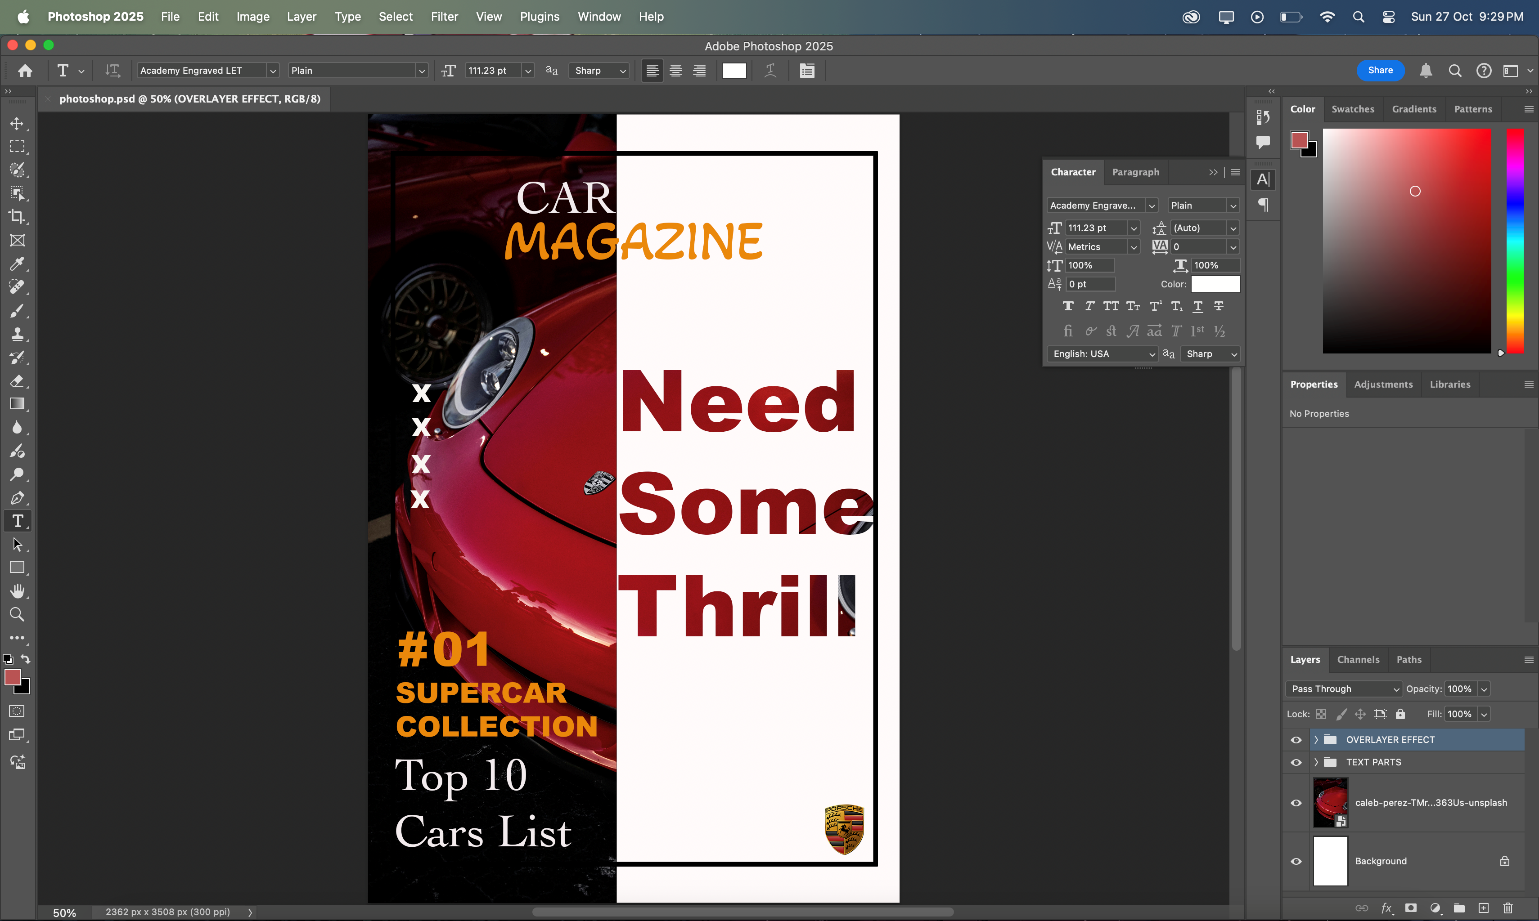 Photoshop 2025 File Edit Image Layer Type Select Filter View Plugins Window Help Sun 27 Oct 9:29 PM
Adobe Photoshop 2025
Academy Engraved LET Plain 111.23 pt Sharp Share
photoshop.psd @ 50% (OVERLAYER EFFECT, RGB/8)
CAR
MAGAZINE
Need
Some
Thrill
X
X
X
X
#01
SUPERCAR
COLLECTION
Top 10
Cars List
PORSCHE
50% 2362 px x 3508 px (300 ppi)
Character Paragraph
Academy Engrave... Plain
111.23 pt (Auto)
Metrics 0
100% 100%
0 pt Color:
English: USA Sharp
Color Swatches Gradients Patterns
Properties Adjustments Libraries
No Properties
Layers Channels Paths
Pass Through Opacity: 100%
Lock: Fill: 100%
OVERLAYER EFFECT
TEXT PARTS
caleb-perez-TMr...363Us-unsplash
Background